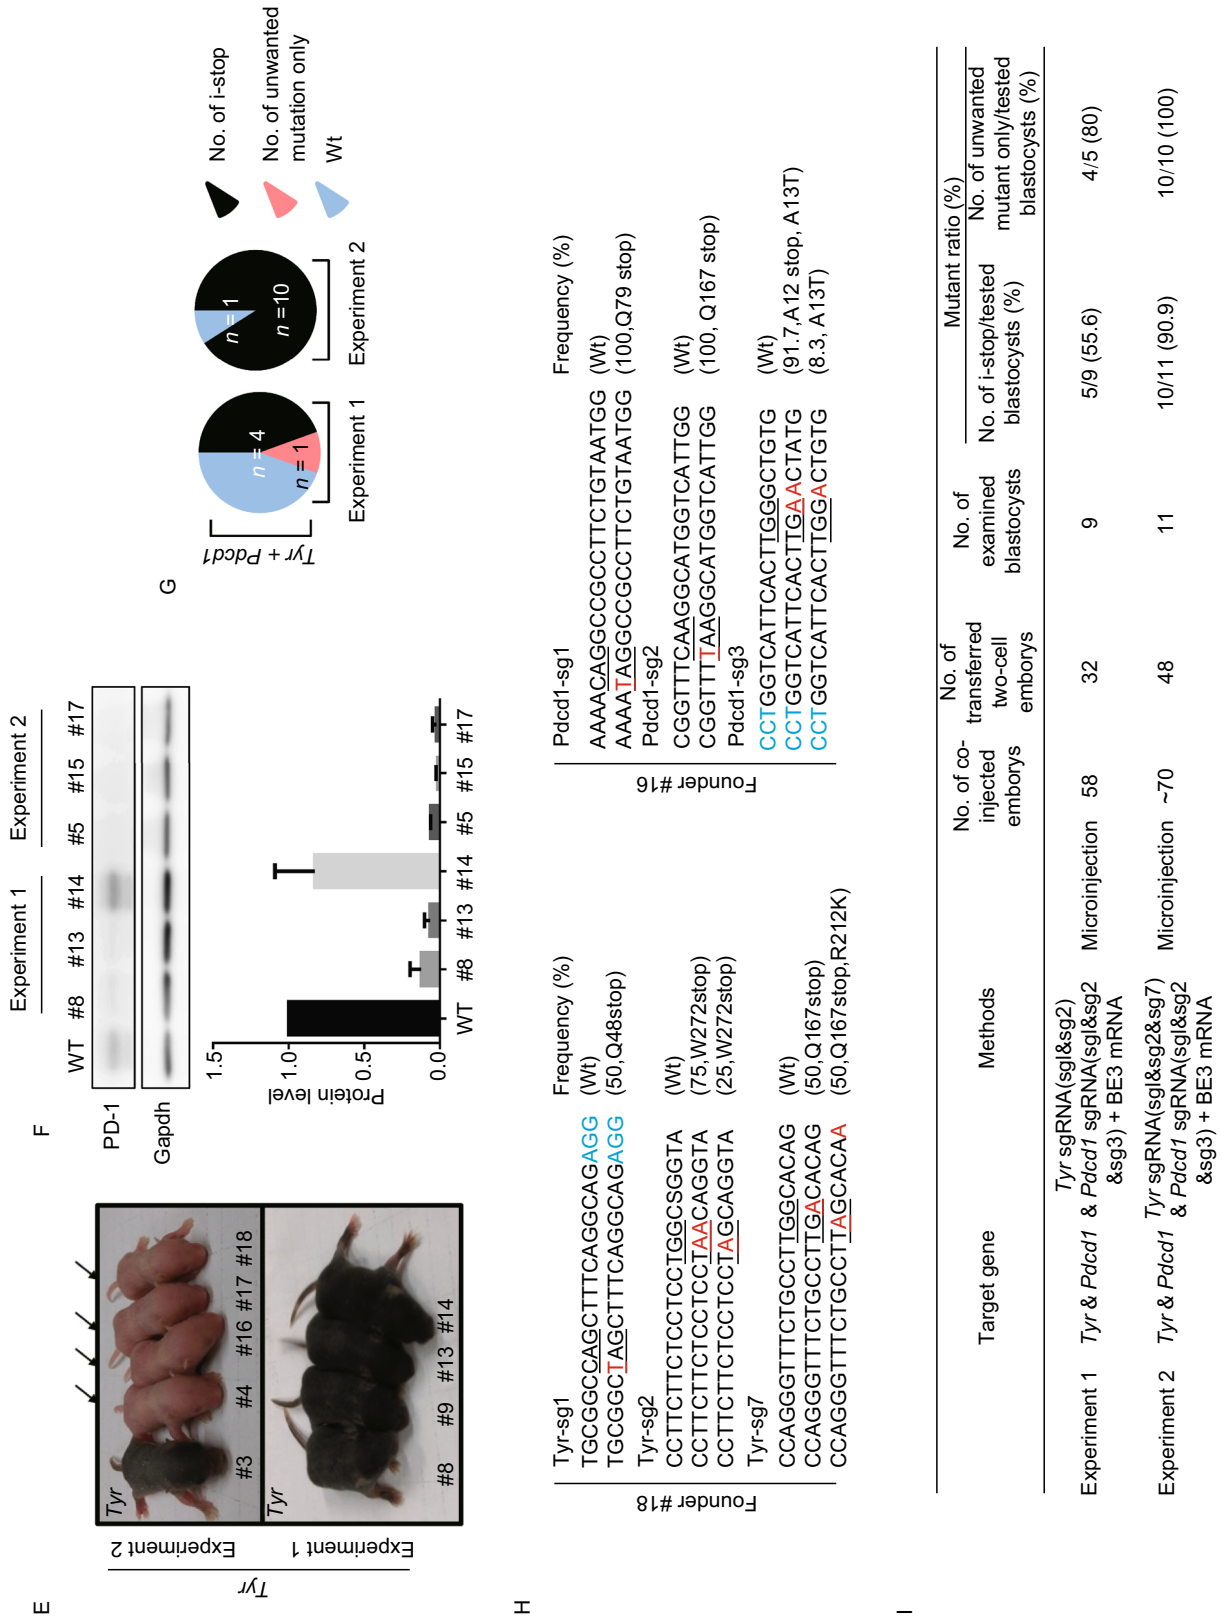 E
Tyr
Experiment 2
Experiment 1
Tyr
#3 #4 #16 #17 #18
Tyr
#8 #9 #13 #14
F
Experiment 1
Experiment 2
WT #8 #13 #14 #5 #15 #17
PD-1
Gapdh
Protein level
1.5
1.0
0.5
0.0
WT #8 #13 #14 #5 #15 #17
G
Tyr + Pdcd1
n = 4
n = 1
Experiment 1
n = 1
n =10
Experiment 2
No. of i-stop
No. of unwanted
mutation only
Wt
H
Founder #18
Tyr-sg1
Frequency (%)
TGCGGCCAGCTTTCAGGCAGAGG (Wt)
TGCGGCTAGCTTTCAGGCAGAGG (50,Q48stop)
Tyr-sg2
CCTTCTTCTCCTCCTGGCSGGTA (Wt)
CCTTCTTCTCCTCCTAACAGGTA (75,W272stop)
CCTTCTTCTCCTCCTAGCAGGTA (25,W272stop)
Tyr-sg7
CCAGGGTTTCTGCCTTGGCACAG (Wt)
CCAGGGTTTCTGCCTTGACACAG (50,Q167stop)
CCAGGGTTTCTGCCTTAGCACAA (50,Q167stop,R212K)
Founder #16
Pdcd1-sg1
Frequency (%)
AAAACAGGCCGCCTTCTGTAATGG (Wt)
AAAATAGGCCGCCTTCTGTAATGG (100,Q79 stop)
Pdcd1-sg2
CGGTTTCAAGGCATGGTCATTGG (Wt)
CGGTTTTAAGGCATGGTCATTGG (100, Q167 stop)
Pdcd1-sg3
CCTGGTCATTCACTTGGGCTGTG (Wt)
CCTGGTCATTCACTTGAACTATG (91.7,A12 stop, A13T)
CCTGGTCATTCACTTGGACTGTG (8.3, A13T)
I
Target gene
Methods
No. of co-
injected
emborys
No. of
transferred
two-cell
emborys
No. of
examined
blastocysts
Mutant ratio (%)
No. of i-stop/tested
blastocysts (%)
No. of unwanted
mutant only/tested
blastocysts (%)
Experiment 1 Tyr & Pdcd1 Tyr sgRNA(sgl&sg2)
& Pdcd1 sgRNA(sgl&sg2
&sg3) + BE3 mRNA
Microinjection 58 32 9 5/9 (55.6) 4/5 (80)
Experiment 2 Tyr & Pdcd1 Tyr sgRNA(sgl&sg2&sg7)
& Pdcd1 sgRNA(sgl&sg2
&sg3) + BE3 mRNA
Microinjection ~70 48 11 10/11 (90.9) 10/10 (100)